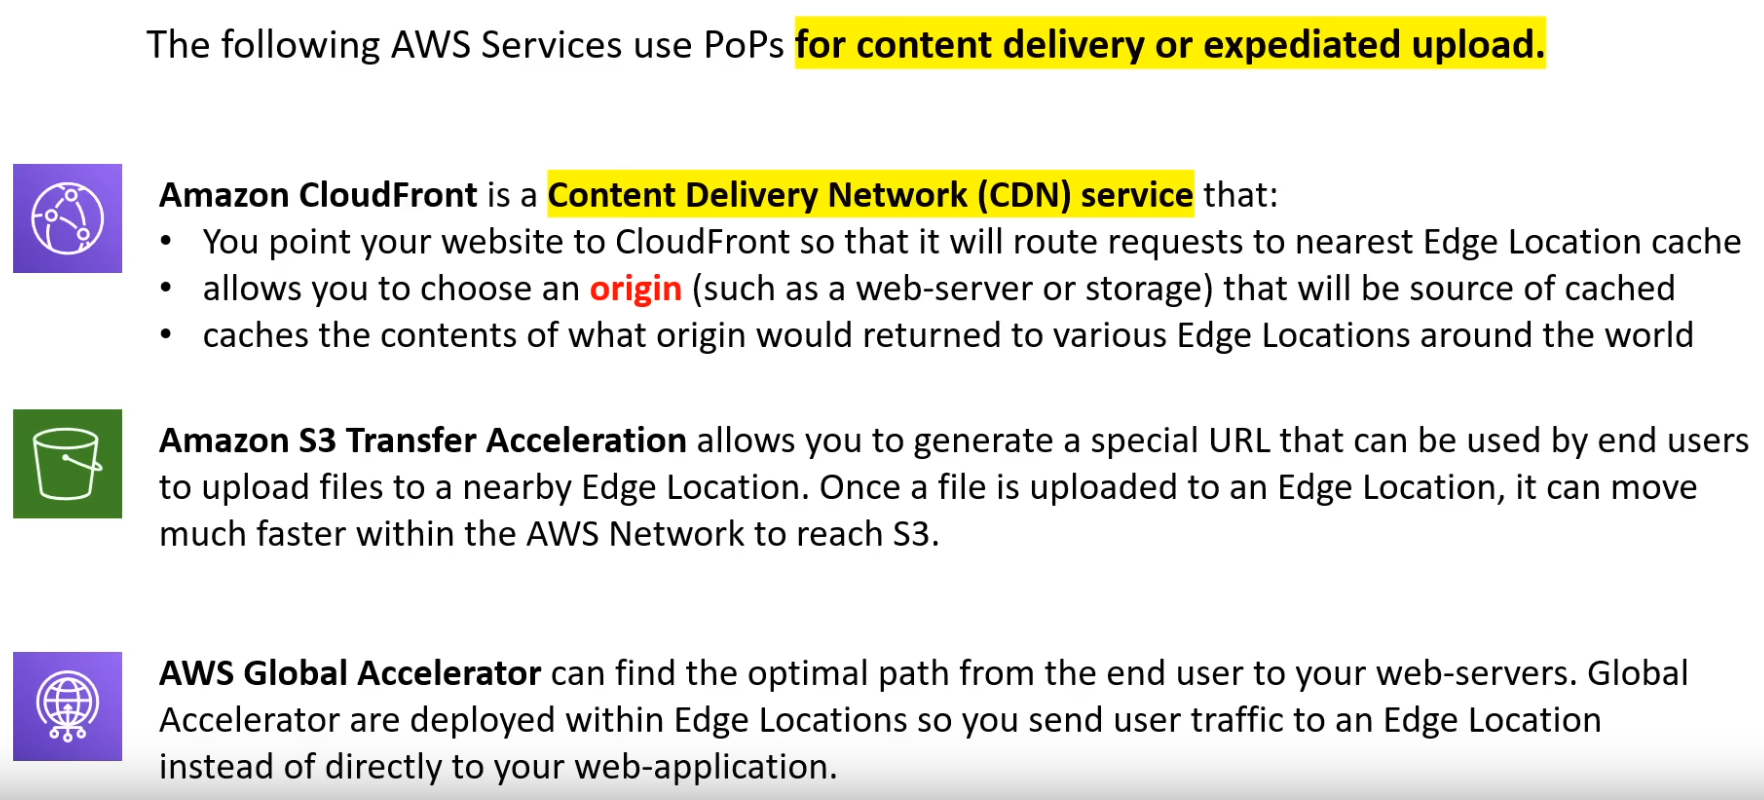 The following AWS Services use PoPs for content delivery or expediated upload.
Amazon CloudFront is a Content Delivery Network (CDN) service that:
• You point your website to CloudFront so that it will route requests to nearest Edge Location cache
• allows you to choose an origin (such as a web-server or storage) that will be source of cached
• caches the contents of what origin would returned to various Edge Locations around the world
Amazon S3 Transfer Acceleration allows you to generate a special URL that can be used by end users
to upload files to a nearby Edge Location. Once a file is uploaded to an Edge Location, it can move
much faster within the AWS Network to reach S3.
AWS Global Accelerator can find the optimal path from the end user to your web-servers. Global
Accelerator are deployed within Edge Locations so you send user traffic to an Edge Location
instead of directly to your web-application.